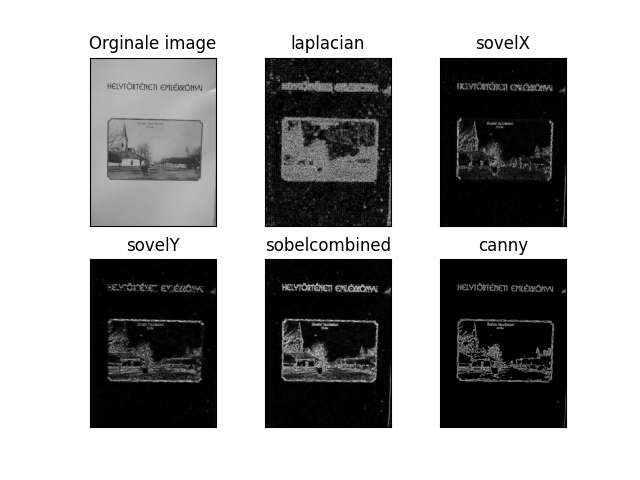 Orginale image
laplacian
sovelX
HELYTÖRTÉNETI EMLÉKKÖNYV
HELYTÖRTÉNETI EMLÉKKÖNYV
sovelY
sobelcombined
canny
HELYTÖRTÉNETI EMLÉKKÖNYV
HELYTÖRTÉNETI EMLÉKKÖNYV
HELYTÖRTÉNETI EMLÉKKÖNYV